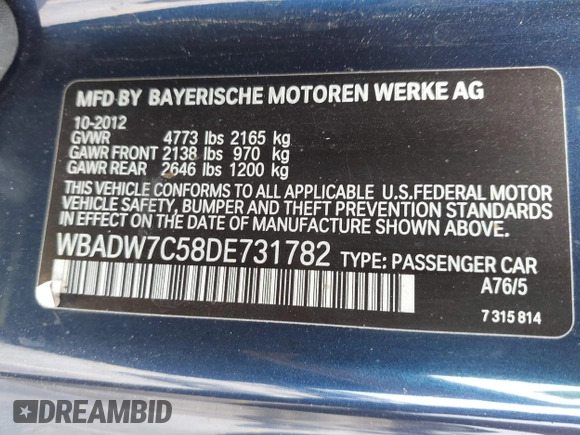 MFD BY BAYERISCHE MOTOREN WERKE AG
10-2012
GVWR 4773 lbs 2165 kg
GAWR FRONT 2138 lbs 970 kg
GAWR REAR 2646 lbs 1200 kg
THIS VEHICLE CONFORMS TO ALL APPLICABLE U.S.FEDERAL MOTOR
VEHICLE SAFETY, BUMPER AND THEFT PREVENTION STANDARDS
IN EFFECT ON THE DATE OF MANUFACTURE SHOWN ABOVE.
WBADW7C58DE731782 TYPE: PASSENGER CAR
A76/5
7 315 814
DREAMBID